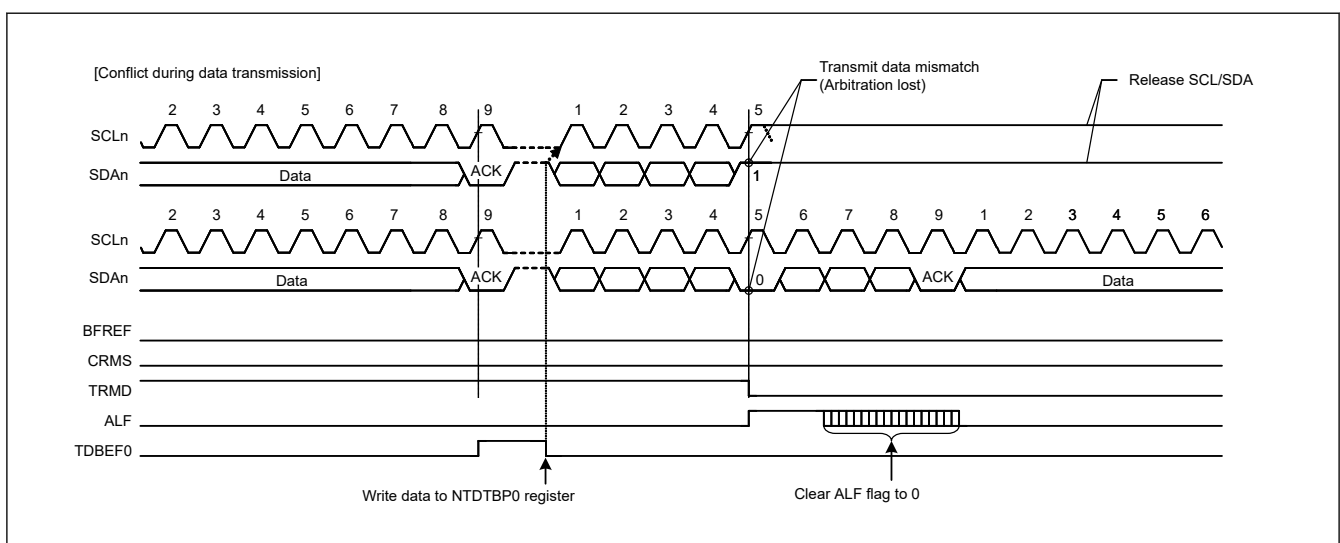 [Conflict during data transmission]
Transmit data mismatch
(Arbitration lost)
Release SCL/SDA
2 3 4 5 6 7 8 9 1 2 3 4 5
SCLn
SDAn Data ACK 1
2 3 4 5 6 7 8 9 1 2 3 4 5 6 7 8 9 1 2 3 4 5 6
SCLn
SDAn Data ACK 0 ACK Data
BFREF
CRMS
TRMD
ALF
TDBEF0
Write data to NTDTBP0 register
Clear ALF flag to 0